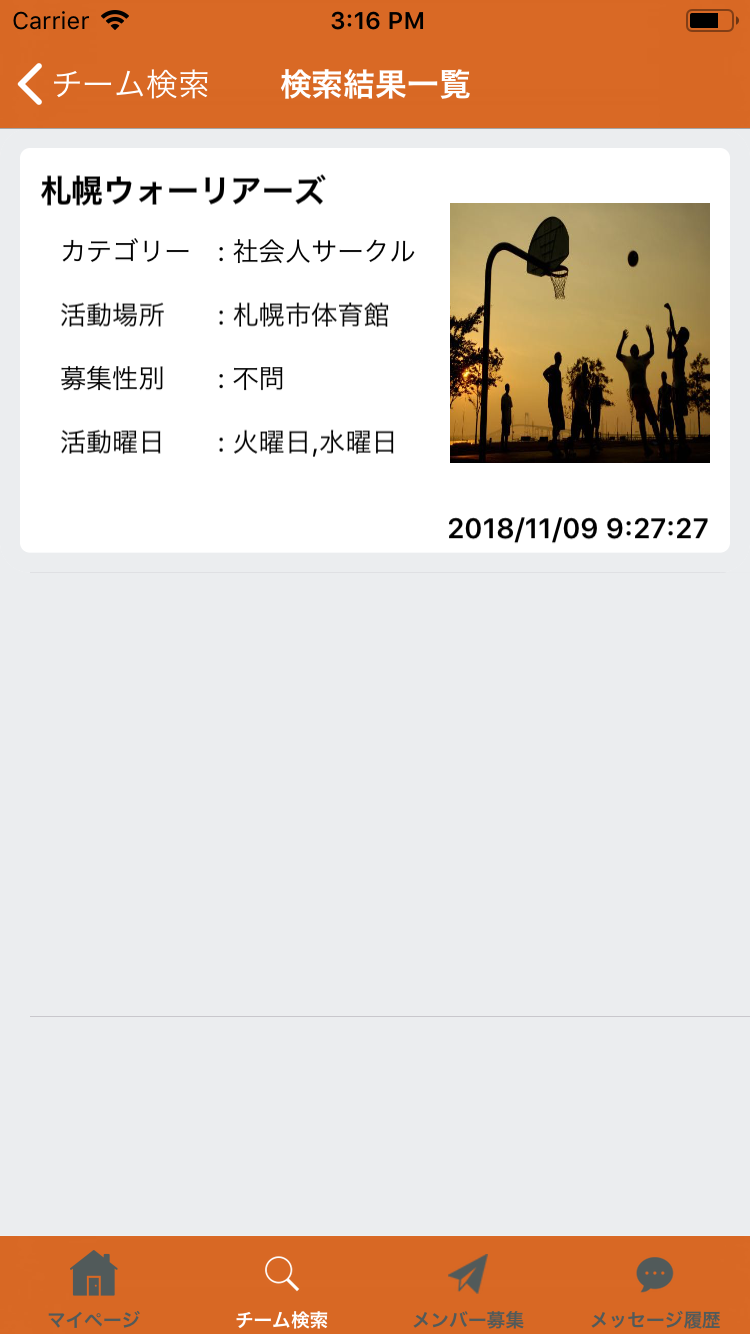 Carrier 3:16 PM
チーム検索 検索結果一覧
札幌ウォーリアーズ
カテゴリー : 社会人サークル
活動場所 : 札幌市体育館
募集性別 : 不問
活動曜日 : 火曜日,水曜日
2018/11/09 9:27:27
マイページ チーム検索 メンバー募集 メッセージ履歴